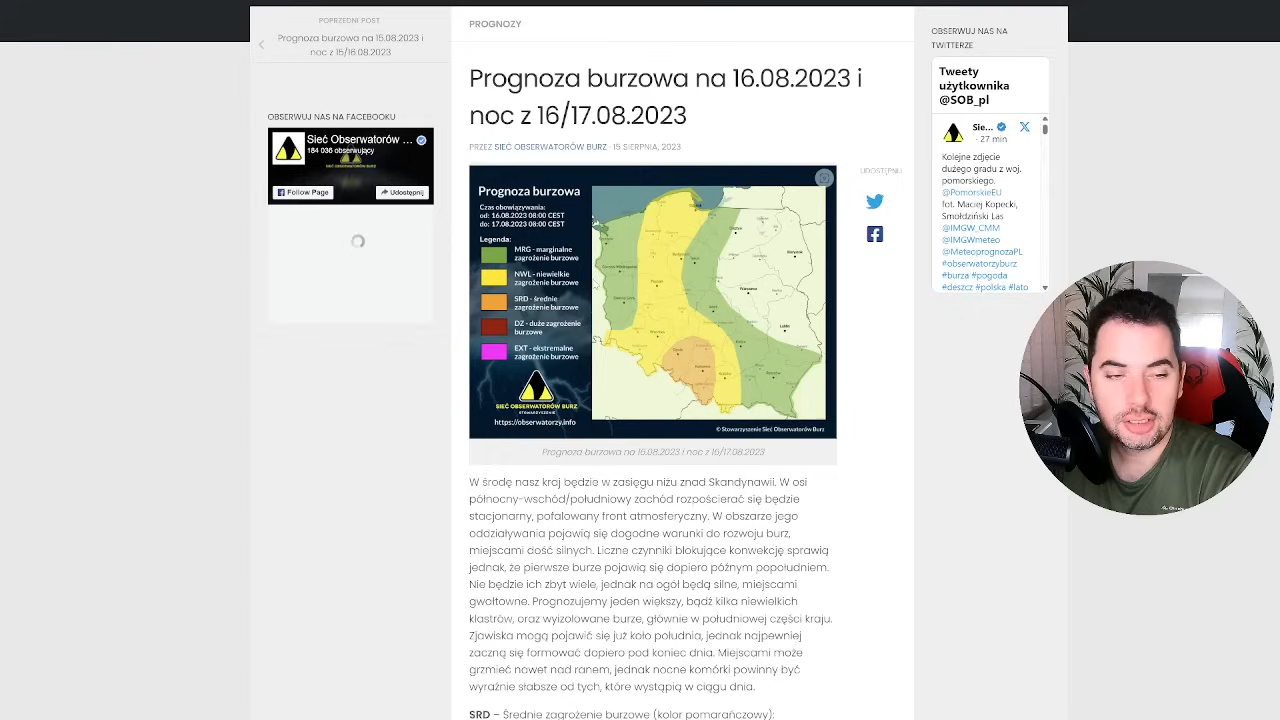 POPRZEDNI POST
Prognoza burzowa na 15.08.2023 i
noc z 15/16.08.2023
OBSERWUJ NAS NA FACEBOOKU
Sieć Obserwatorów ...
184 036 obserwujący
Follow Page
Udostępnij
PROGNOZY
Prognoza burzowa na 16.08.2023 i
noc z 16/17.08.2023
PRZEZ SIEĆ OBSERWATORÓW BURZ · 15 SIERPNIA, 2023
Prognoza burzowa
Czas obowiązywania:
od: 16.08.2023 08:00 CEST
do: 17.08.2023 08:00 CEST
Legenda:
MRG - marginalne
zagrożenie burzowe
NWL - niewielkie
zagrożenie burzowe
SRD - średnie
zagrożenie burzowe
DZ - duże zagrożenie
burzowe
EXT - ekstremalne
zagrożenie burzowe
SIEĆ OBSERWATORÓW BURZ
STOWARZYSZENIE
https://obserwatorzy.info
© Stowarzyszenie Sieć Obserwatorów Burz
Prognoza burzowa na 16.08.2023 i noc z 16/17.08.2023
W środę nasz kraj będzie w zasięgu niżu znad Skandynawii. W osi
północny-wschód/południowy zachód rozpościerać się będzie
stacjonarny, pofalowany front atmosferyczny. W obszarze jego
oddziaływania pojawią się dogodne warunki do rozwoju burz,
miejscami dość silnych. Liczne czynniki blokujące konwekcję sprawią
jednak, że pierwsze burze pojawią się dopiero późnym popołudniem.
Nie będzie ich zbyt wiele, jednak na ogół będą silne, miejscami
gwałtowne. Prognozujemy jeden większy, bądź kilka niewielkich
klastrów, oraz wyizolowane burze, głównie w południowej części kraju.
Zjawiska mogą pojawić się już koło południa, jednak najpewniej
zaczną się formować dopiero pod koniec dnia. Miejscami może
grzmieć nawet nad ranem, jednak nocne komórki powinny być
wyraźnie słabsze od tych, które wystąpią w ciągu dnia.
SRD – Średnie zagrożenie burzowe (kolor pomarańczowy):
UDOSTĘPNIJ
OBSERWUJ NAS NA
TWITTERZE
Tweety
użytkownika
@SOB_pl
Sie...
· 27 min
Kolejne zdjęcie
dużego gradu z woj.
pomorskiego.
@PomorskieEU
fot. Maciej Kopecki,
Smołdziński Las
@IMGW_CMM
@IMGWmeteo
@MeteoprognozaPL
#obserwatorzyburz
#burza #pogoda
#deszcz #polska #lato